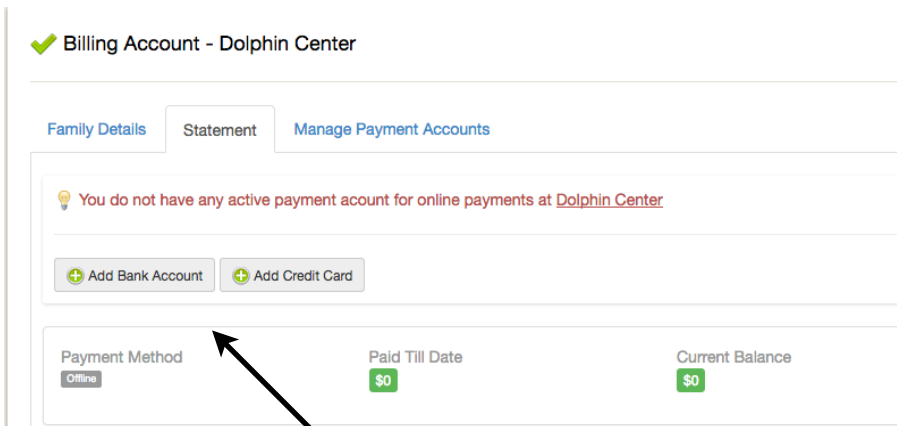 Billing Account - Dolphin Center
Family Details Statement Manage Payment Accounts
You do not have any active payment acount for online payments at Dolphin Center
Add Bank Account Add Credit Card
Payment Method Paid Till Date Current Balance
Offline $0 $0